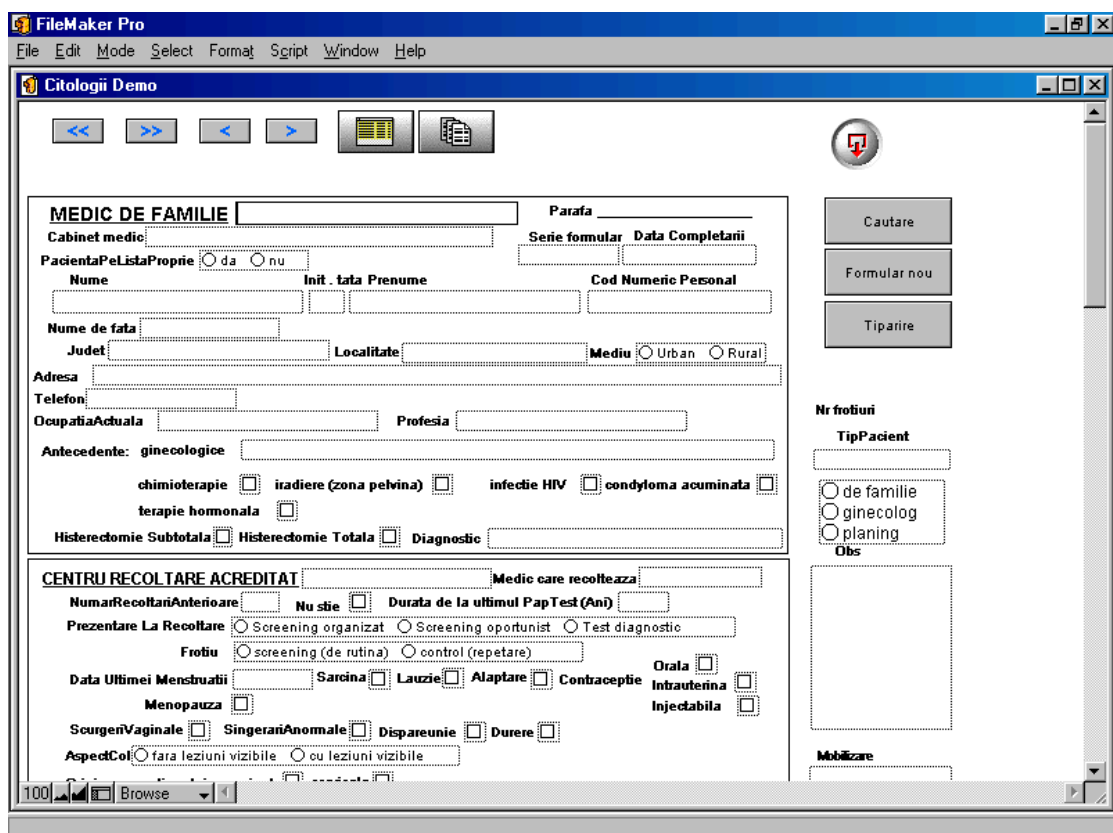 FileMaker Pro
File Edit Mode Select Format Script Window Help
Citologii Demo
<< >> < >
MEDIC DE FAMILIE Parafa
Cabinet medic Serie formular Data Completarii
PacientaPeListaProprie da nu
Nume Init . tata Prenume Cod Numeric Personal
Nume de fata
Judet Localitate Mediu Urban Rural
Adresa
Telefon
OcupatiaActuala Profesia
Antecedente: ginecologice
chimioterapie iradiere (zona pelvina) infectie HIV condyloma acuminata
terapie hormonala
Histerectomie Subtotala Histerectomie Totala Diagnostic
CENTRU RECOLTARE ACREDITAT Medic care recolteaza
NumarRecoltariAnterioare Nu stie Durata de la ultimul PapTest (Ani)
Prezentare La Recoltare Screening organizat Screening oportunist Test diagnostic
Frotiu screening (de rutina) control (repetare)
Orala
Data Ultimei Menstruatii Sarcina Lauzie Alaptare Contraceptie Intrauterina
Menopauza Injectabila
ScurgeriVaginale SingerariAnormale Dispareunie Durere
AspectCol fara leziuni vizibile cu leziuni vizibile
Cautare
Formular nou
Tiparire
Nr frotiuri
TipPacient
de familie
ginecolog
planing
Obs
Mobilizare
100 Browse